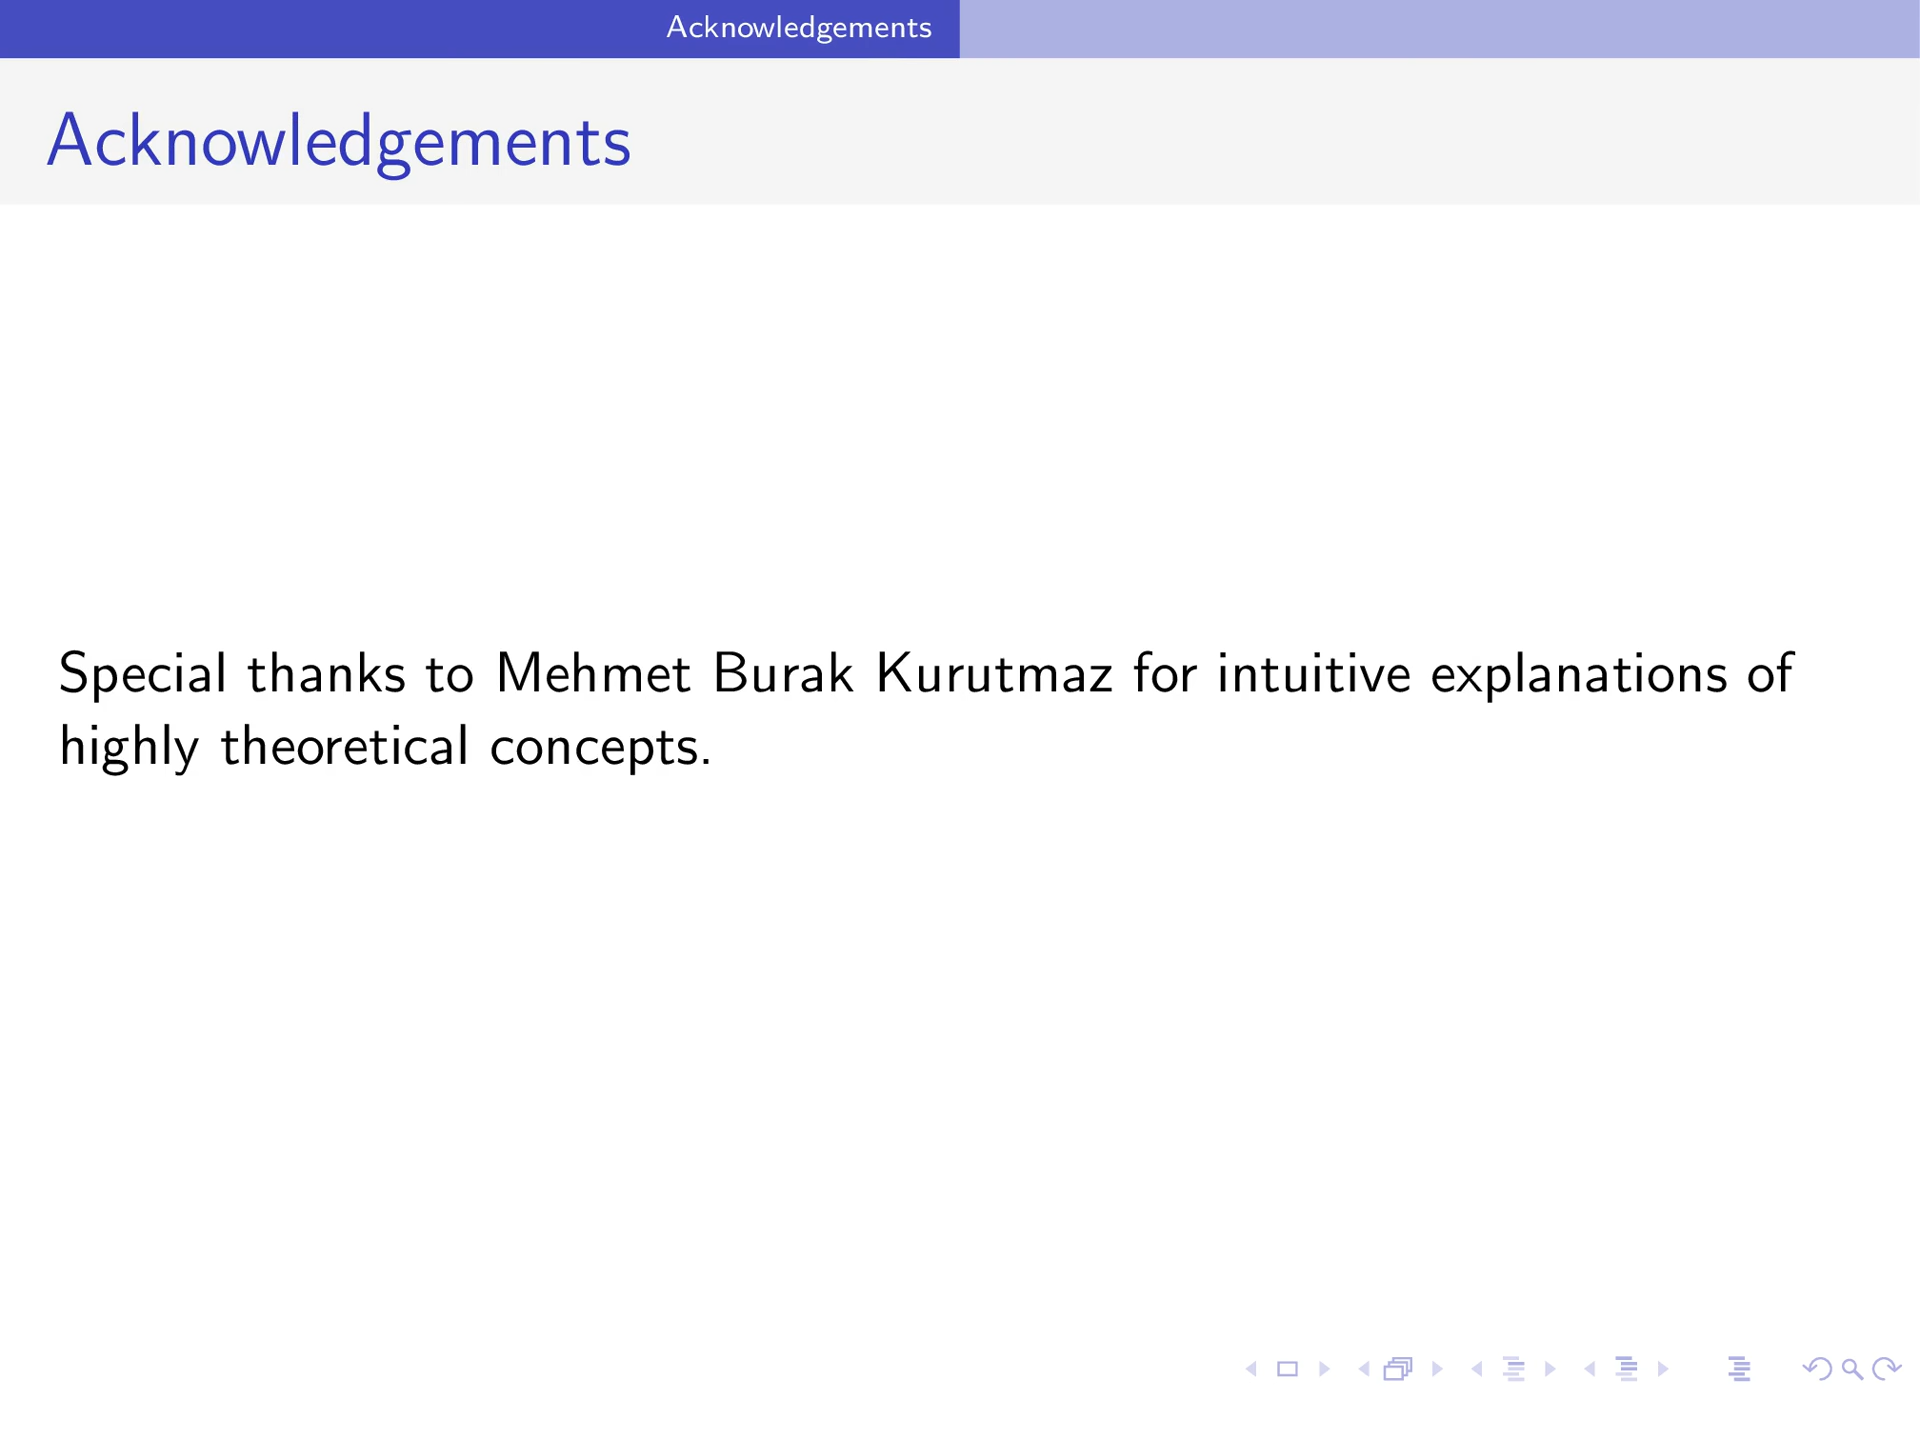 Acknowledgements
Acknowledgements
Special thanks to Mehmet Burak Kurutmaz for intuitive explanations of
highly theoretical concepts.